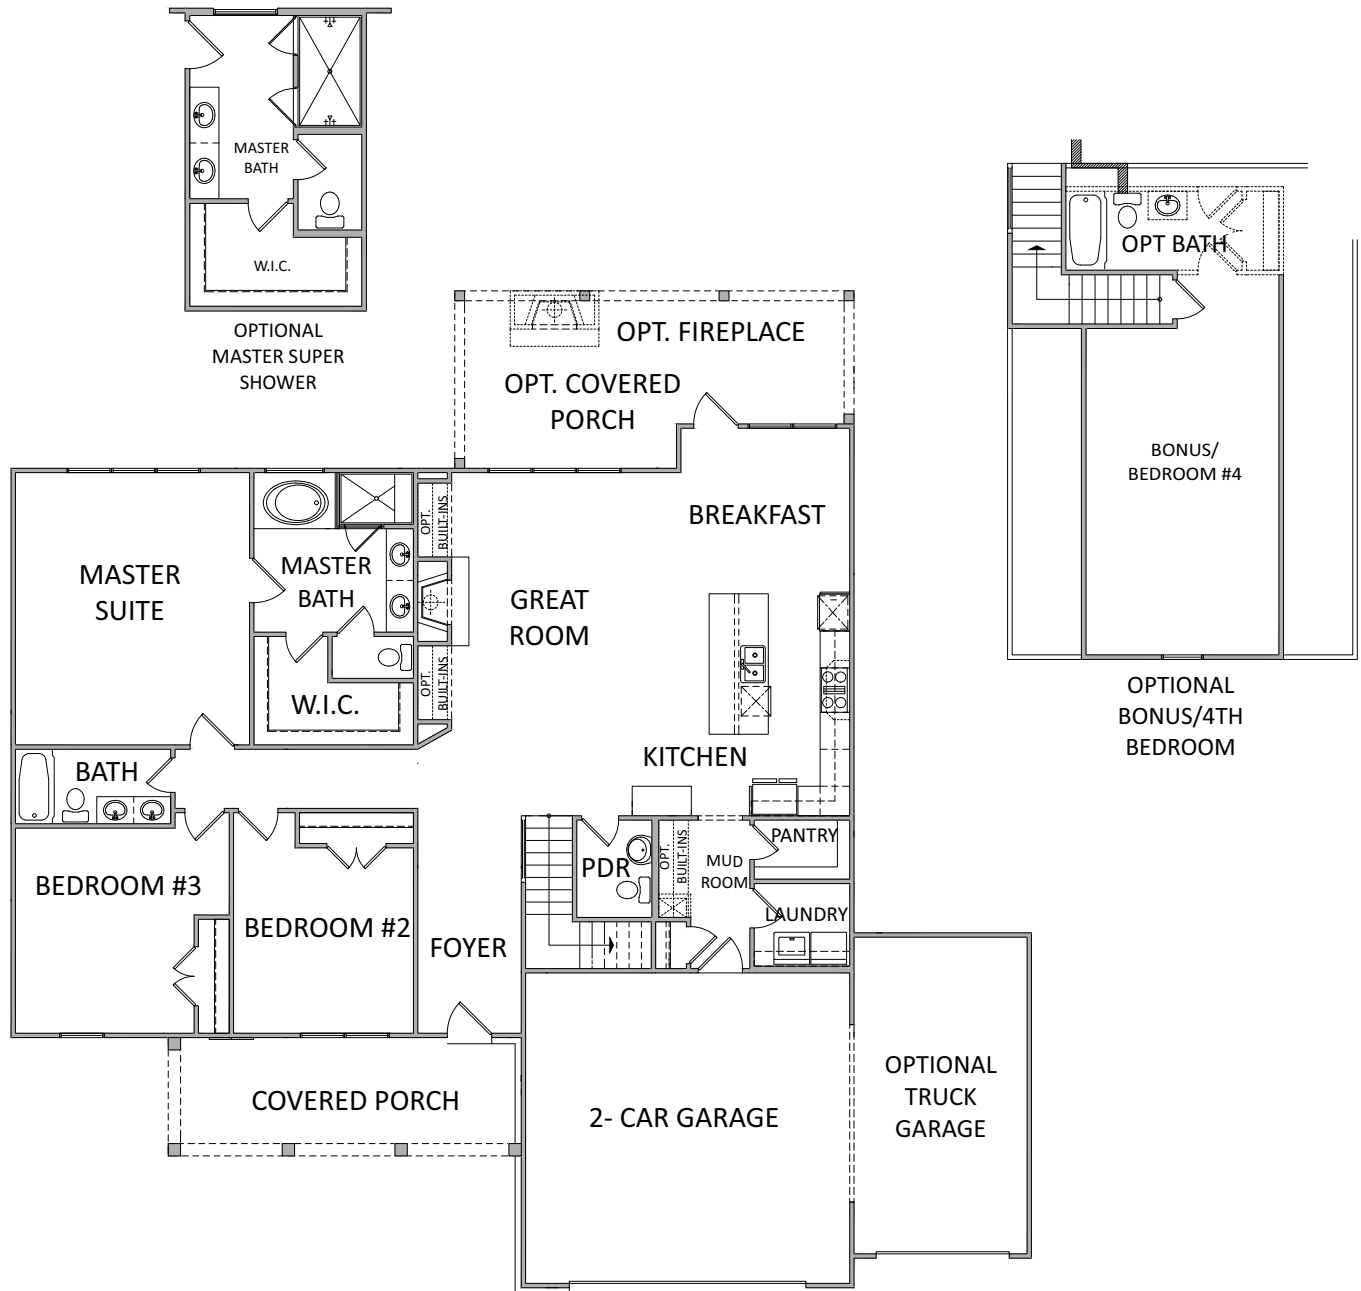 MASTER
BATH
W.I.C.
OPTIONAL
MASTER SUPER
SHOWER
OPT BATH
BONUS/
BEDROOM #4
OPTIONAL
BONUS/4TH
BEDROOM
OPT. FIREPLACE
OPT. COVERED
PORCH
BREAKFAST
OPT.
BUILT-INS
MASTER
SUITE
MASTER
BATH
GREAT
ROOM
OPT.
BUILT-INS
W.I.C.
KITCHEN
BATH
PANTRY
OPT.
BUILT-INS
MUD
ROOM
PDR
BEDROOM #3
LAUNDRY
BEDROOM #2
FOYER
COVERED PORCH
2- CAR GARAGE
OPTIONAL
TRUCK
GARAGE